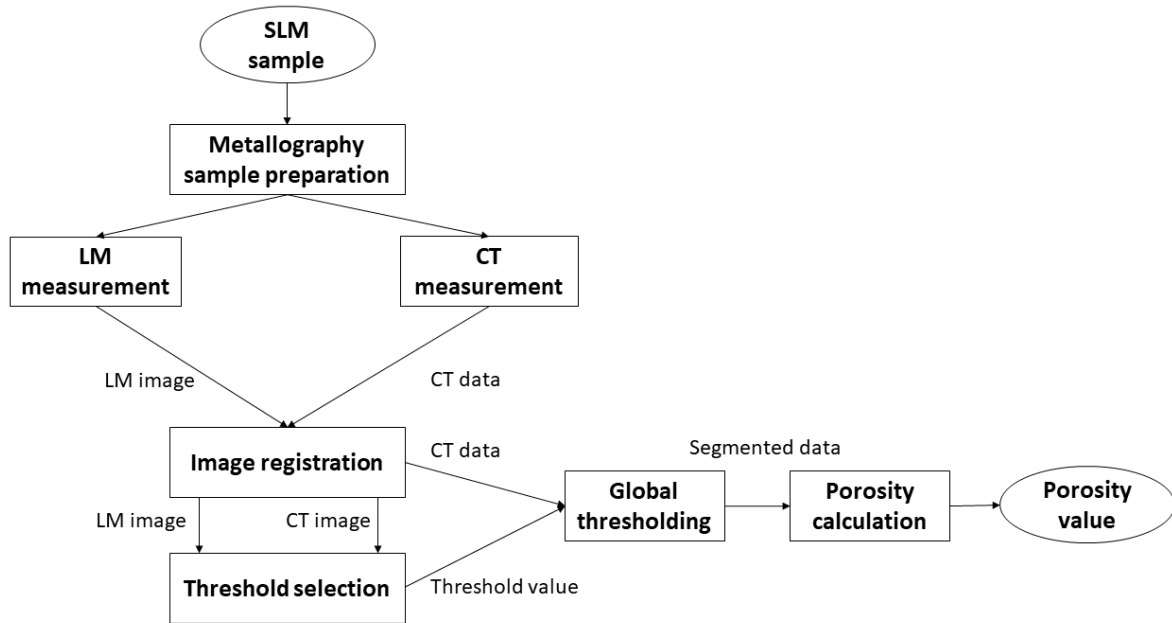 SLM
sample
Metallography
sample preparation
LM
measurement
CT
measurement
LM image
CT data
Image registration
CT data
Segmented data
Global
thresholding
Porosity
calculation
Porosity
value
LM image
CT image
Threshold selection
Threshold value